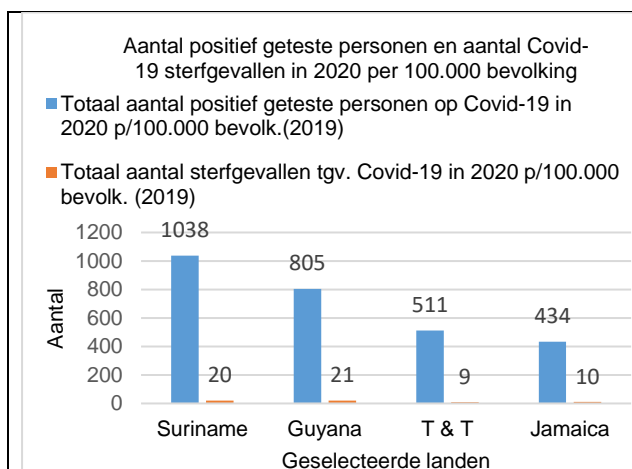 Aantal positief geteste personen en aantal Covid-
19 sterfgevallen in 2020 per 100.000 bevolking
Totaal aantal positief geteste personen op Covid-19 in
2020 p/100.000 bevolk.(2019)
Totaal aantal sterfgevallen tgv. Covid-19 in 2020 p/100.000
bevolk. (2019)
1200
1000
800
600
400
200
0
Aantal
1038
20
805
21
511
9
434
10
Suriname
Guyana
T & T
Jamaica
Geselecteerde landen